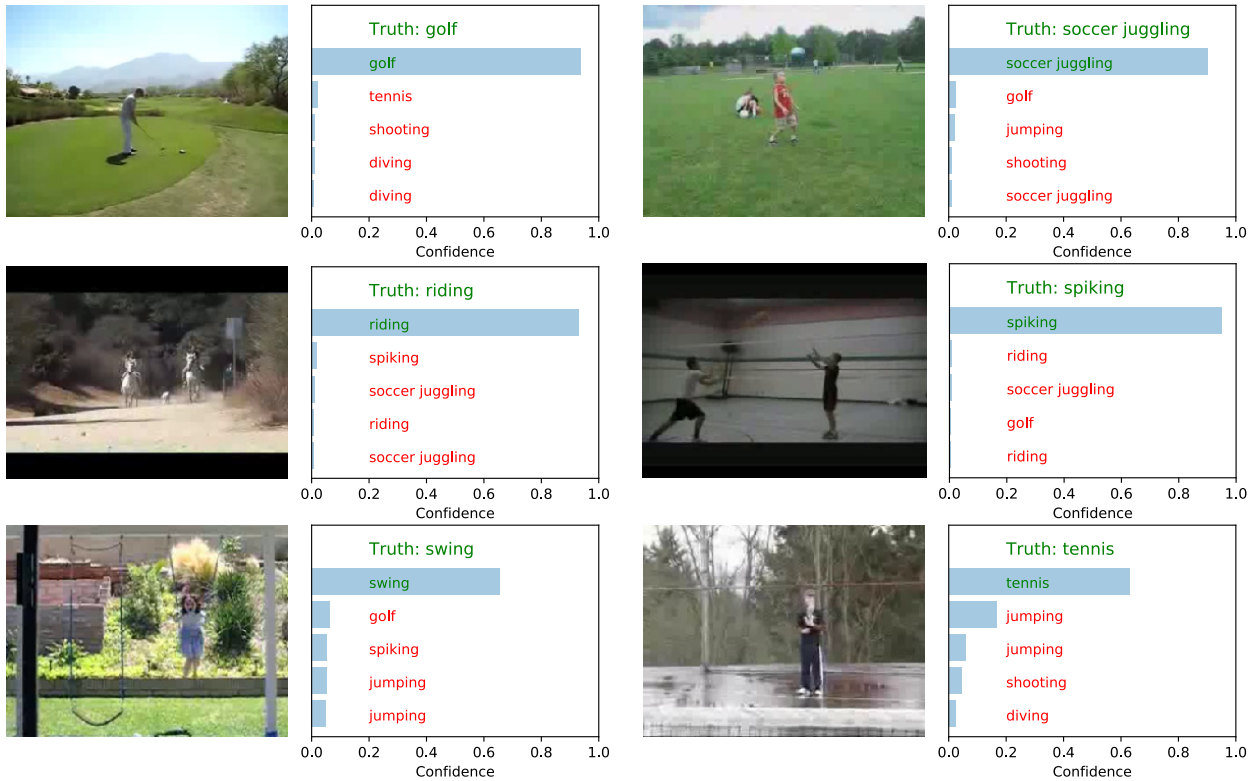 Truth: golf
golf
tennis
shooting
diving
diving
0.0 0.2 0.4 0.6 0.8 1.0
Confidence
Truth: soccer juggling
soccer juggling
golf
jumping
shooting
soccer juggling
0.0 0.2 0.4 0.6 0.8 1.0
Confidence
Truth: riding
riding
spiking
soccer juggling
riding
soccer juggling
0.0 0.2 0.4 0.6 0.8 1.0
Confidence
Truth: spiking
spiking
riding
soccer juggling
golf
riding
0.0 0.2 0.4 0.6 0.8 1.0
Confidence
Truth: swing
swing
golf
spiking
jumping
jumping
0.0 0.2 0.4 0.6 0.8 1.0
Confidence
Truth: tennis
tennis
jumping
jumping
shooting
diving
0.0 0.2 0.4 0.6 0.8 1.0
Confidence